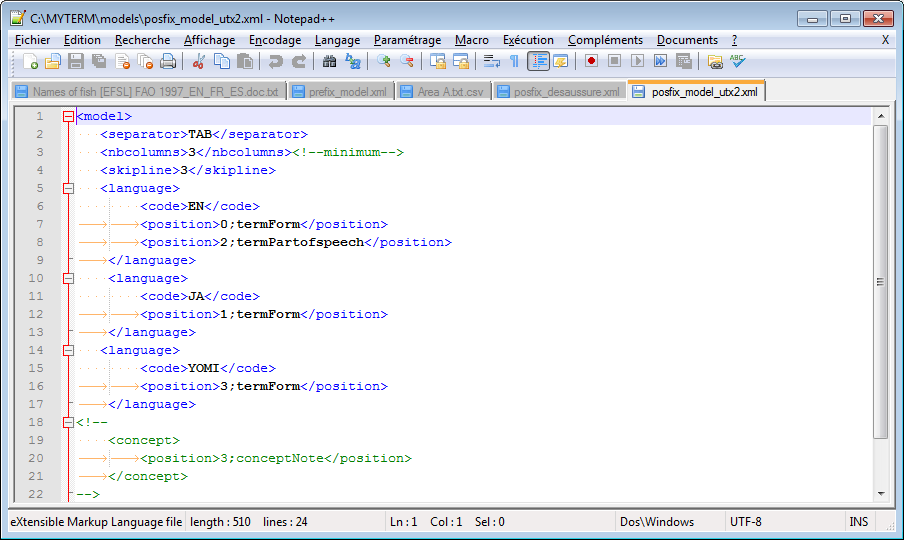 C:\MYTERM\models\posfix_model_utx2.xml - Notepad++
Fichier Edition Recherche Affichage Encodage Langage Paramétrage Macro Exécution Compléments Documents ? X
Names of fish [EFSL] FAO 1997_EN_FR_ES.doc.txt prefix_model.xml Area A.txt.csv posfix_desaussure.xml posfix_model_utx2.xml
1 <model>
2 <separator>TAB</separator>
3 <nbcolumns>3</nbcolumns><!--minimum-->
4 <skipline>3</skipline>
5 <language>
6 <code>EN</code>
7 <position>0;termForm</position>
8 <position>2;termPartofspeech</position>
9 </language>
10 <language>
11 <code>JA</code>
12 <position>1;termForm</position>
13 </language>
14 <language>
15 <code>YOMI</code>
16 <position>3;termForm</position>
17 </language>
18 <!--
19 <concept>
20 <position>3;conceptNote</position>
21 </concept>
22 -->
eXtensible Markup Language file length : 510 lines : 24 Ln : 1 Col : 1 Sel : 0 Dos\Windows UTF-8 INS